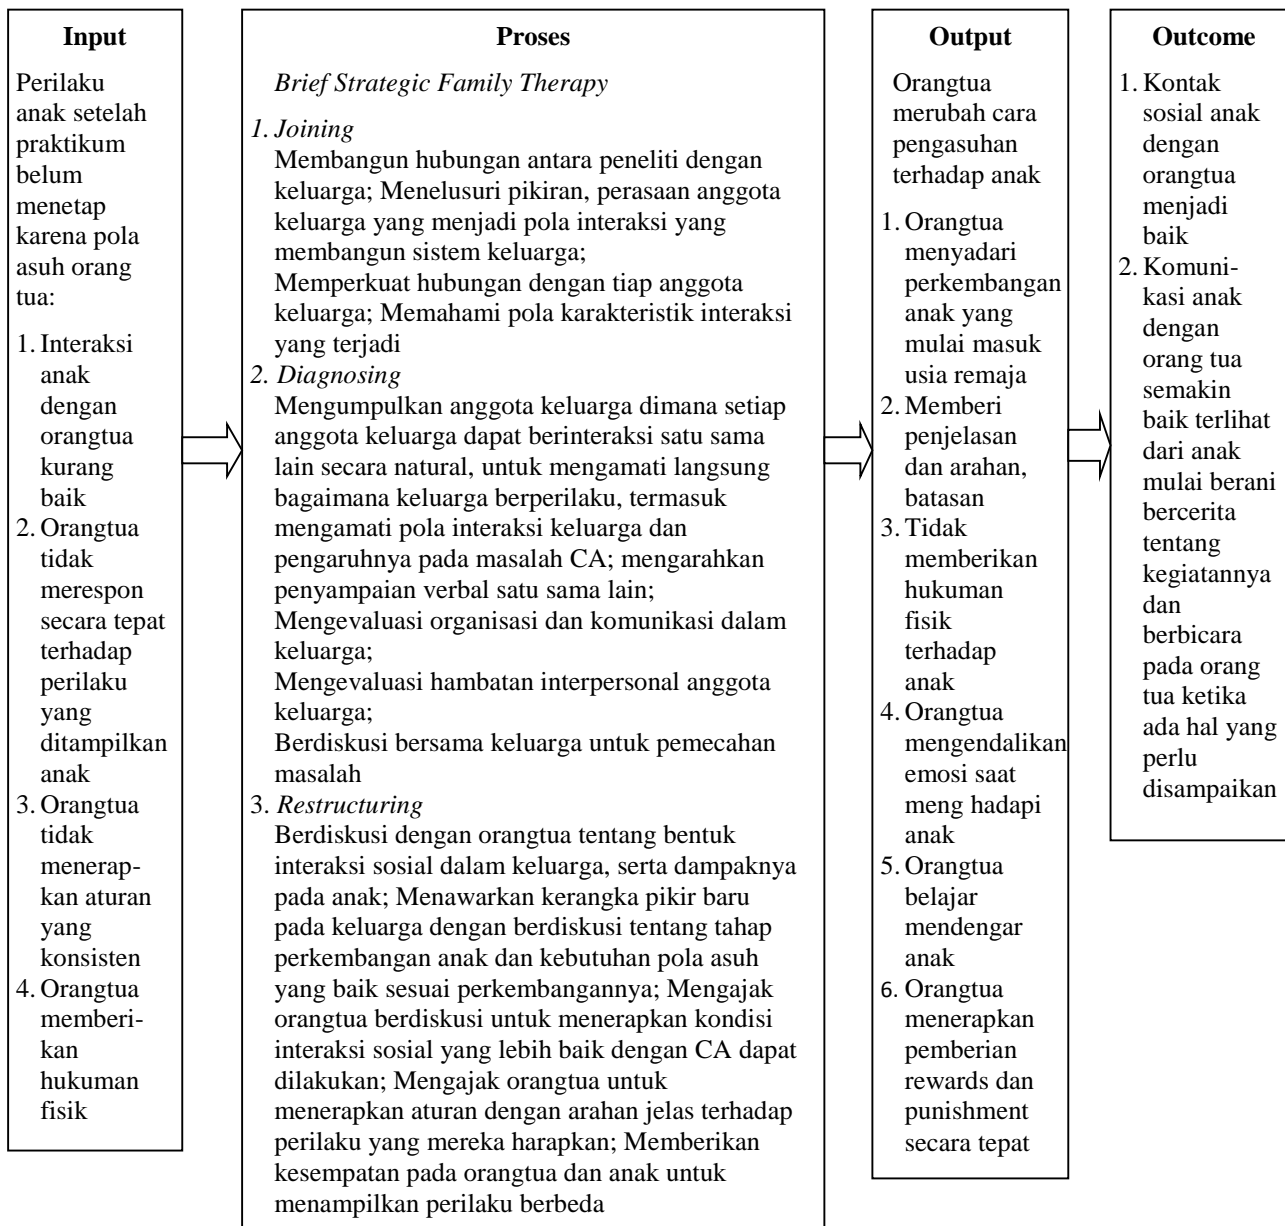 Input
Perilaku
anak setelah
praktikum
belum
menetap
karena pola
asuh orang
tua:
1. Interaksi
anak
dengan
orangtua
kurang
baik
2. Orangtua
tidak
merespon
secara tepat
terhadap
perilaku
yang
ditampilkan
anak
3. Orangtua
tidak
menerap-
kan aturan
yang
konsisten
4. Orangtua
memberi-
kan
hukuman
fisik
Proses
Brief Strategic Family Therapy
1. Joining
Membangun hubungan antara peneliti dengan
keluarga; Menelusuri pikiran, perasaan anggota
keluarga yang menjadi pola interaksi yang
membangun sistem keluarga;
Memperkuat hubungan dengan tiap anggota
keluarga; Memahami pola karakteristik interaksi
yang terjadi
2. Diagnosing
Mengumpulkan anggota keluarga dimana setiap
anggota keluarga dapat berinteraksi satu sama
lain secara natural, untuk mengamati langsung
bagaimana keluarga berperilaku, termasuk
mengamati pola interaksi keluarga dan
pengaruhnya pada masalah CA; mengarahkan
penyampaian verbal satu sama lain;
Mengevaluasi organisasi dan komunikasi dalam
keluarga;
Mengevaluasi hambatan interpersonal anggota
keluarga;
Berdiskusi bersama keluarga untuk pemecahan
masalah
3. Restructuring
Berdiskusi dengan orangtua tentang bentuk
interaksi sosial dalam keluarga, serta dampaknya
pada anak; Menawarkan kerangka pikir baru
pada keluarga dengan berdiskusi tentang tahap
perkembangan anak dan kebutuhan pola asuh
yang baik sesuai perkembangannya; Mengajak
orangtua berdiskusi untuk menerapkan kondisi
interaksi sosial yang lebih baik dengan CA dapat
dilakukan; Mengajak orangtua untuk
menerapkan aturan dengan arahan jelas terhadap
perilaku yang mereka harapkan; Memberikan
kesempatan pada orangtua dan anak untuk
menampilkan perilaku berbeda
Output
Orangtua
merubah cara
pengasuhan
terhadap anak
1. Orangtua
menyadari
perkembangan
anak yang
mulai masuk
usia remaja
2. Memberi
penjelasan
dan arahan,
batasan
3. Tidak
memberikan
hukuman
fisik
terhadap
anak
4. Orangtua
mengendalikan
emosi saat
meng hadapi
anak
5. Orangtua
belajar
mendengar
anak
6. Orangtua
menerapkan
pemberian
rewards dan
punishment
secara tepat
Outcome
1. Kontak
sosial anak
dengan
orangtua
menjadi
baik
2. Komuni-
kasi anak
dengan
orang tua
semakin
baik terlihat
dari anak
mulai berani
bercerita
tentang
kegiatannya
dan
berbicara
pada orang
tua ketika
ada hal yang
perlu
disampaikan